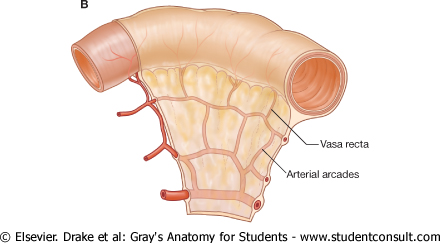 B
Vasa recta
Arterial arcades
© Elsevier. Drake et al: Gray's Anatomy for Students - www.studentconsult.com